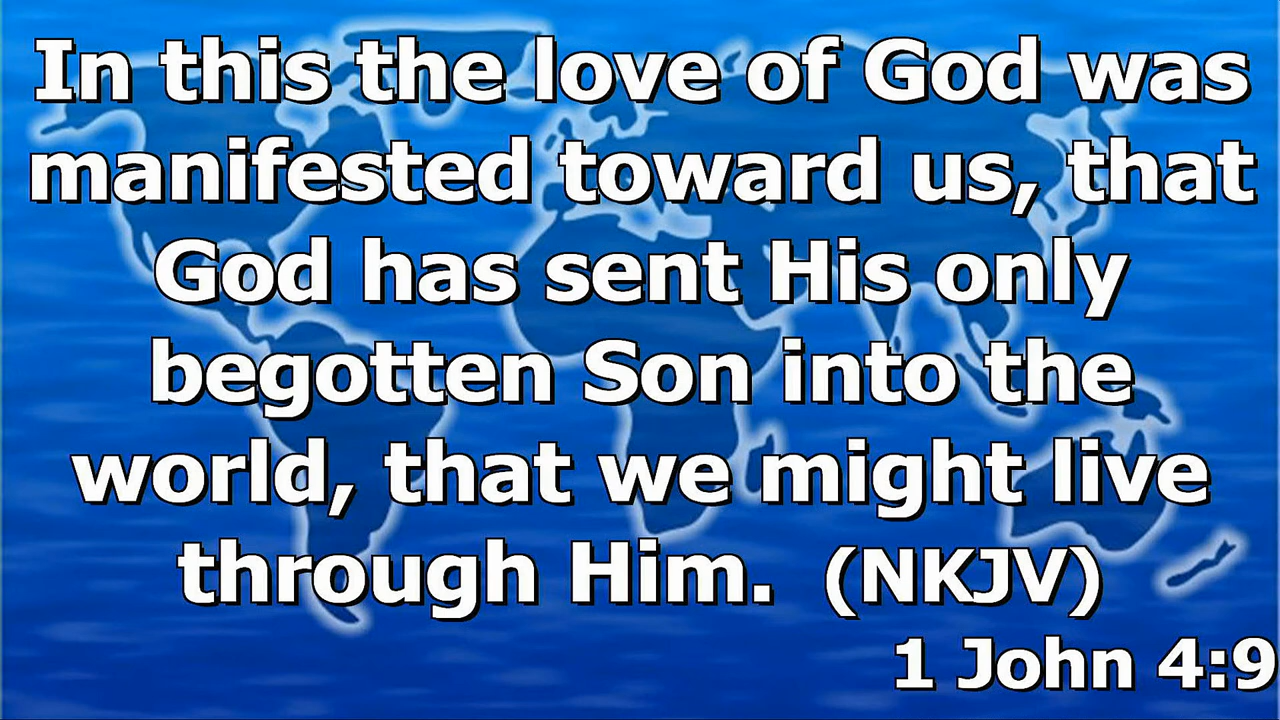 In this the love of God was
manifested toward us, that
God has sent His only
begotten Son into the
world, that we might live
through Him. (NKJV)
1 John 4:9